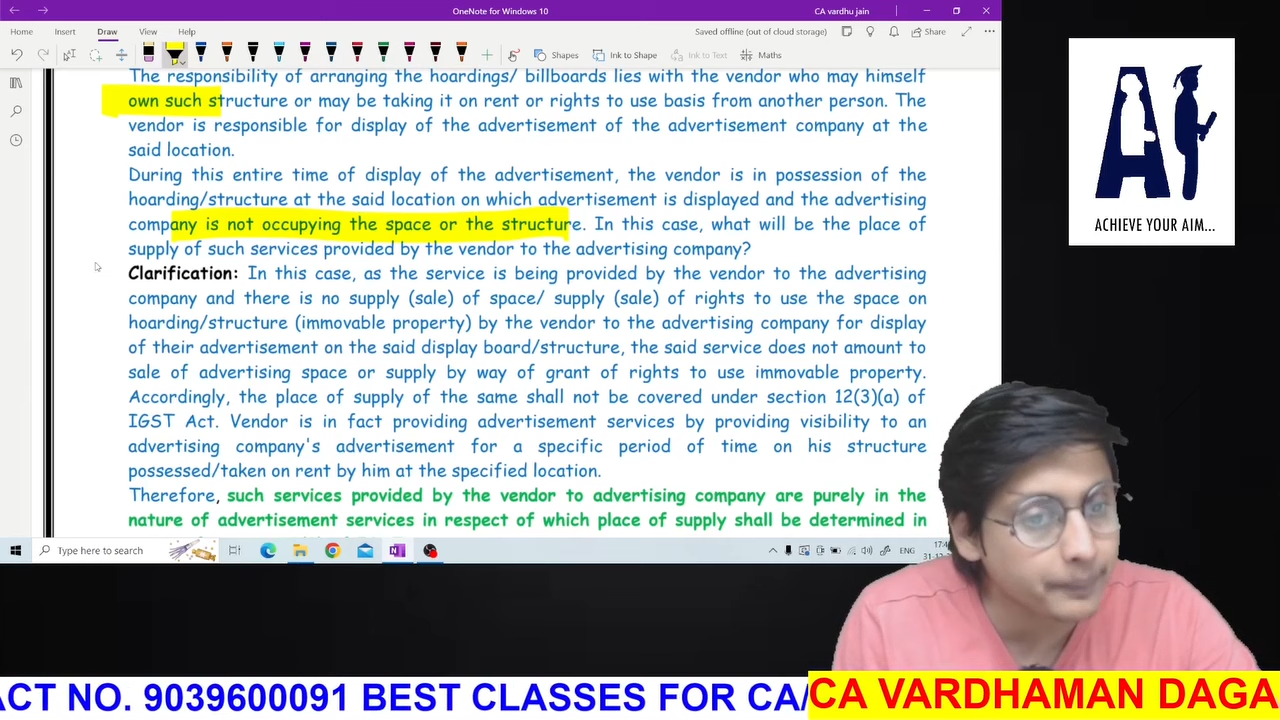 OneNote for Windows 10
CA vardhu jain
Home Insert Draw View Help
Saved offline (out of cloud storage)
Share
Shapes Ink to Shape Ink to Text Maths
The responsibility of arranging the hoardings/ billboards lies with the vendor who may himself
own such structure or may be taking it on rent or rights to use basis from another person. The
vendor is responsible for display of the advertisement of the advertisement company at the
said location.
During this entire time of display of the advertisement, the vendor is in possession of the
hoarding/structure at the said location on which advertisement is displayed and the advertising
company is not occupying the space or the structure. In this case, what will be the place of
supply of such services provided by the vendor to the advertising company?
Clarification: In this case, as the service is being provided by the vendor to the advertising
company and there is no supply (sale) of space/ supply (sale) of rights to use the space on
hoarding/structure (immovable property) by the vendor to the advertising company for display
of their advertisement on the said display board/structure, the said service does not amount to
sale of advertising space or supply by way of grant of rights to use immovable property.
Accordingly, the place of supply of the same shall not be covered under section 12(3)(a) of
IGST Act. Vendor is in fact providing advertisement services by providing visibility to an
advertising company's advertisement for a specific period of time on his structure
possessed/taken on rent by him at the specified location.
Therefore, such services provided by the vendor to advertising company are purely in the
nature of advertisement services in respect of which place of supply shall be determined in
Type here to search
ENG
ACHIEVE YOUR AIM...
ACT NO. 9039600091 BEST CLASSES FOR CA/
CA VARDHAMAN DAGA